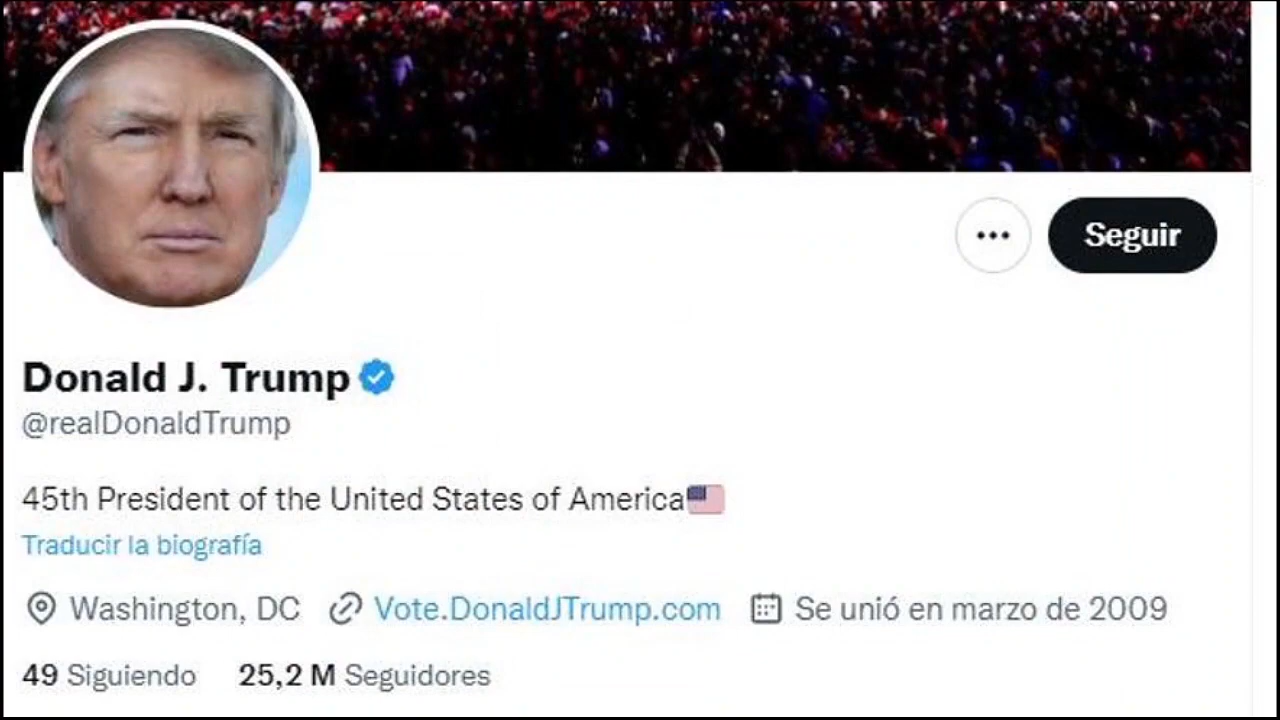 Seguir
Donald J. Trump
@realDonaldTrump
45th President of the United States of America
Traducir la biografía
Washington, DC Vote.DonaldJTrump.com Se unió en marzo de 2009
49 Siguiendo 25,2 M Seguidores